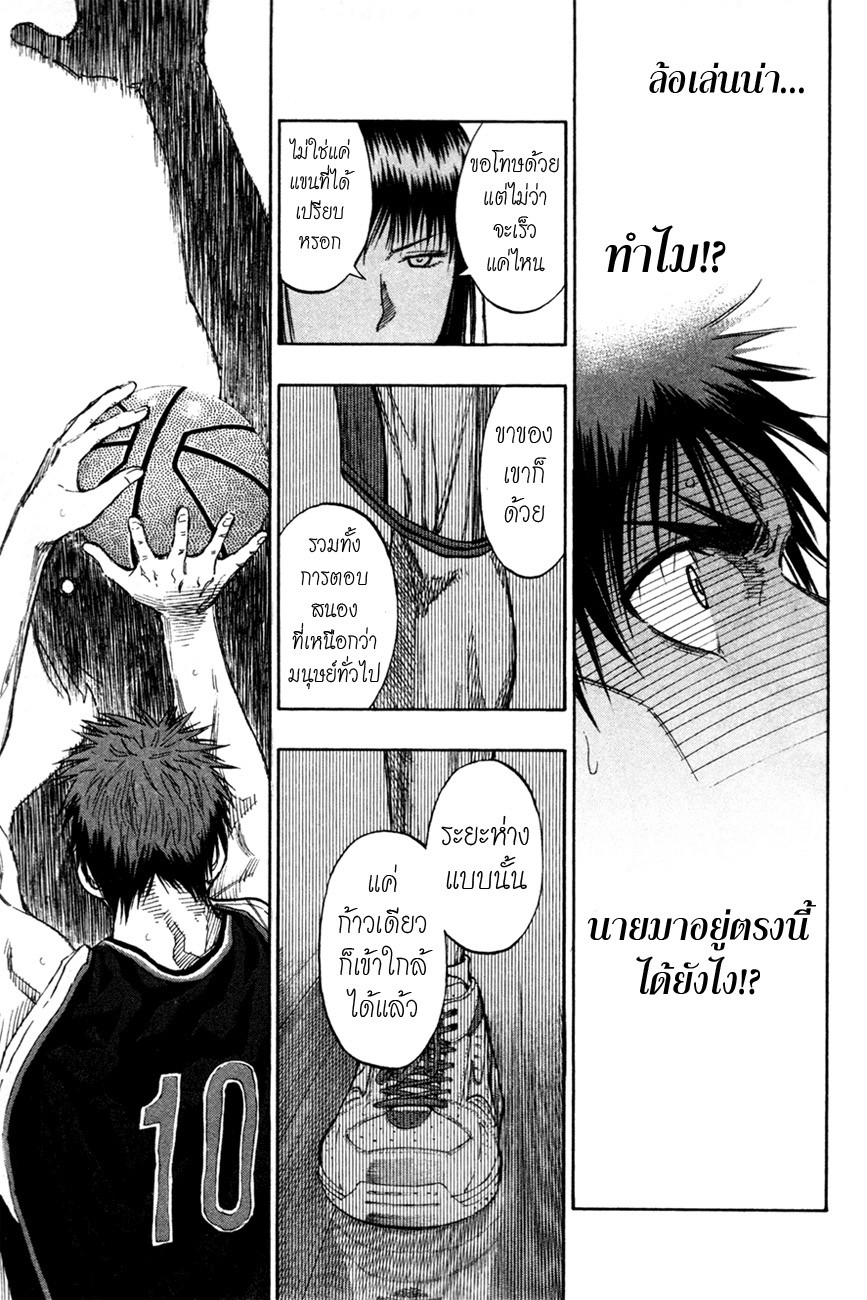 ล้อเล่นน่า...
ทำไม!?
นายมาอยู่ตรงนี้
ได้ยังไง!?
ขอโทษด้วย
แต่ไม่ว่า
จะเร็ว
แค่ไหน
ไม่ใช่แค่
แขนที่ได้
เปรียบ
หรอก
ขาของ
เขาก็
ด้วย
รวมทั้ง
การตอบ
สนอง
ที่เหนือกว่า
มนุษย์ทั่วไป
ระยะห่าง
แบบนั้น
แค่
ก้าวเดียว
ก็เข้าใกล้
ได้แล้ว
10